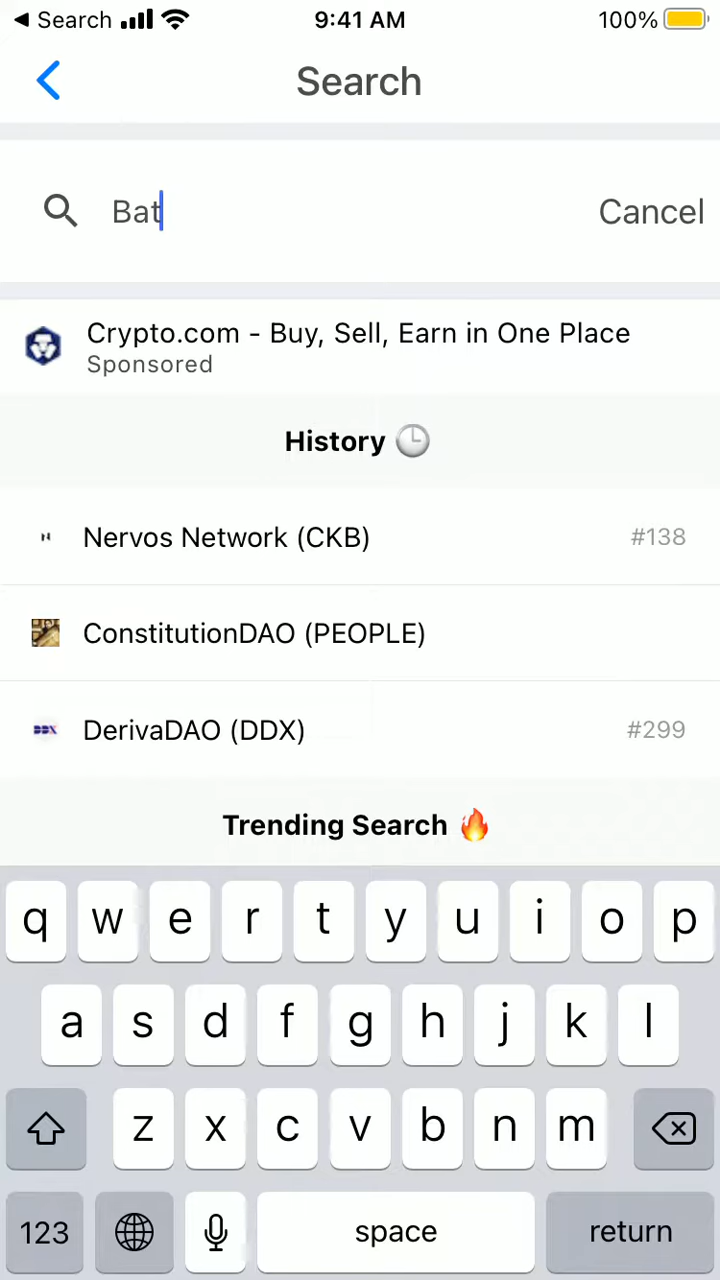 Search 9:41 AM 100%
Search
Bat Cancel
Crypto.com - Buy, Sell, Earn in One Place
Sponsored
History
Nervos Network (CKB) #138
ConstitutionDAO (PEOPLE)
DDX DerivaDAO (DDX) #299
Trending Search 🔥
q w e r t y u i o p
a s d f g h j k l
z x c v b n m
123 space return